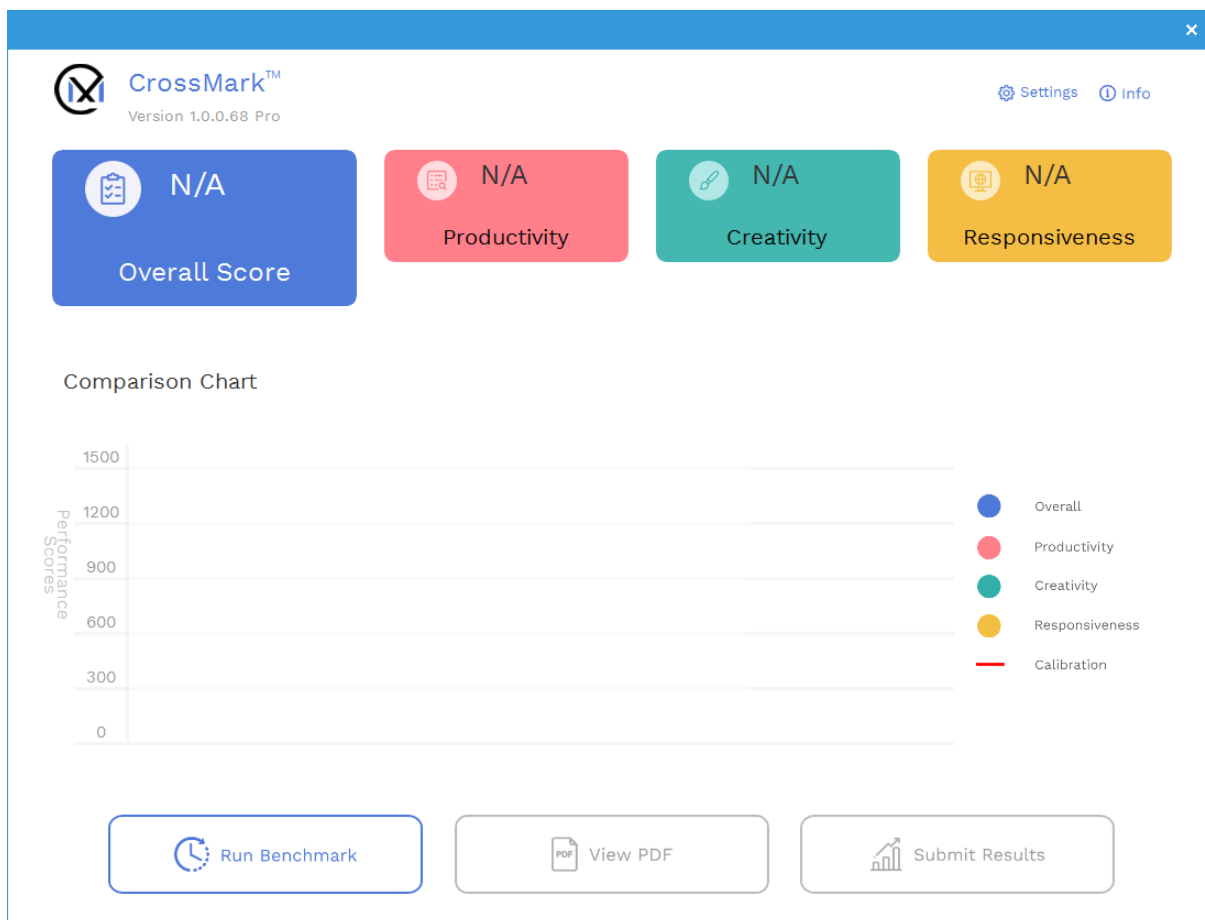 CrossMark™
Version 1.0.0.68 Pro
Settings
Info
N/A
Overall Score
N/A
Productivity
N/A
Creativity
N/A
Responsiveness
Comparison Chart
1500
1200
900
600
300
0
Performance
Scores
Overall
Productivity
Creativity
Responsiveness
Calibration
Run Benchmark
PDF
View PDF
Submit Results